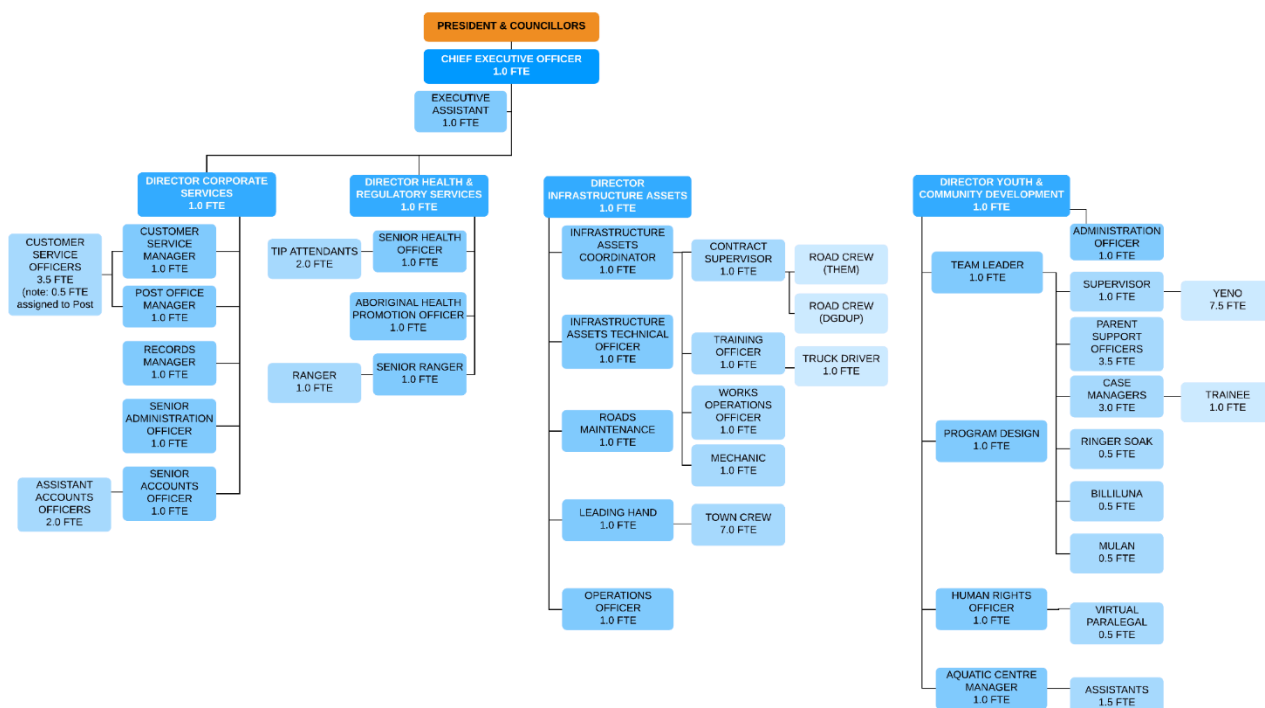 PRESIDENT & COUNCILLORS
CHIEF EXECUTIVE OFFICER
1.0 FTE
EXECUTIVE
ASSISTANT
1.0 FTE
DIRECTOR CORPORATE
SERVICES
1.0 FTE
CUSTOMER
SERVICE
MANAGER
1.0 FTE
CUSTOMER
SERVICE
OFFICERS
3.5 FTE
(note: 0.5 FTE
assigned to Post
POST OFFICE
MANAGER
1.0 FTE
RECORDS
MANAGER
1.0 FTE
SENIOR
ADMINISTRATION
OFFICER
1.0 FTE
SENIOR
ACCOUNTS
OFFICER
1.0 FTE
ASSISTANT
ACCOUNTS
OFFICERS
2.0 FTE
DIRECTOR HEALTH &
REGULATORY SERVICES
1.0 FTE
SENIOR HEALTH
OFFICER
1.0 FTE
TIP ATTENDANTS
2.0 FTE
ABORIGINAL HEALTH
PROMOTION OFFICER
1.0 FTE
SENIOR RANGER
1.0 FTE
RANGER
1.0 FTE
DIRECTOR
INFRASTRUCTURE ASSETS
1.0 FTE
INFRASTRUCTURE
ASSETS
COORDINATOR
1.0 FTE
CONTRACT
SUPERVISOR
1.0 FTE
ROAD CREW
(THEM)
ROAD CREW
(DGDUP)
INFRASTRUCTURE
ASSETS TECHNICAL
OFFICER
1.0 FTE
TRAINING
OFFICER
1.0 FTE
TRUCK DRIVER
1.0 FTE
WORKS
OPERATIONS
OFFICER
1.0 FTE
ROADS
MAINTENANCE
1.0 FTE
MECHANIC
1.0 FTE
LEADING HAND
1.0 FTE
TOWN CREW
7.0 FTE
OPERATIONS
OFFICER
1.0 FTE
DIRECTOR YOUTH &
COMMUNITY DEVELOPMENT
1.0 FTE
ADMINISTRATION
OFFICER
1.0 FTE
TEAM LEADER
1.0 FTE
SUPERVISOR
1.0 FTE
YENO
7.5 FTE
PARENT
SUPPORT
OFFICERS
3.5 FTE
CASE
MANAGERS
3.0 FTE
TRAINEE
1.0 FTE
PROGRAM DESIGN
1.0 FTE
RINGER SOAK
0.5 FTE
BILLILUNA
0.5 FTE
MULAN
0.5 FTE
HUMAN RIGHTS
OFFICER
1.0 FTE
VIRTUAL
PARALEGAL
0.5 FTE
AQUATIC CENTRE
MANAGER
1.0 FTE
ASSISTANTS
1.5 FTE